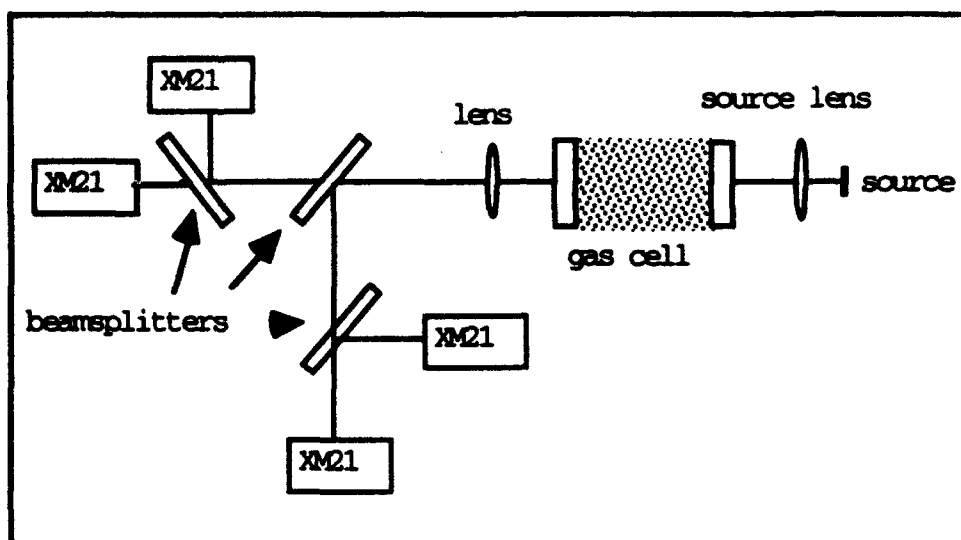 XM21
lens
source lens
XM21
source
gas cell
beamsplitters
XM21
XM21